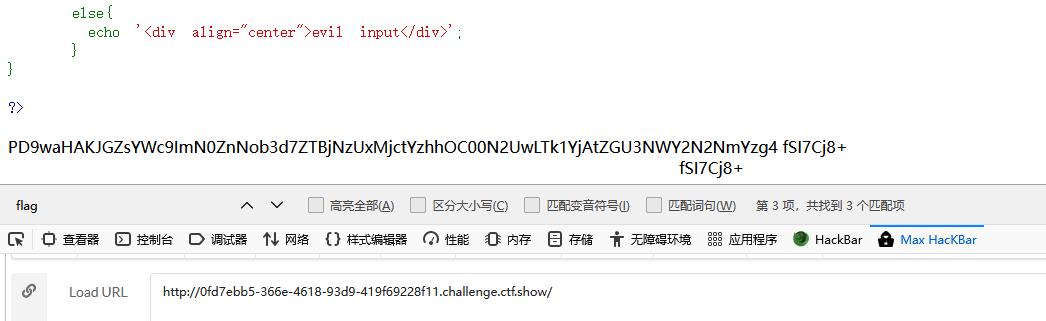 else{
echo '<div align="center">evil input</div>';
}
}
?>
PD9waHAKJGZsYWc9ImN0ZnNob3d7ZTBjNzUxMjctYzhhOC00N2UwLTk1YjAtZGU3NWY2N2NmYzg4 fSI7Cj8+
fSI7Cj8+
flag 高亮全部(A) 区分大小写(C) 匹配变音符号(I) 匹配词句(W) 第 3 项，共找到 3 个匹配项
查看器 控制台 调试器 网络 样式编辑器 性能 内存 存储 无障碍环境 应用程序 HackBar Max HacKBar
Load URL http://0fd7ebb5-366e-4618-93d9-419f69228f11.challenge.ctf.show/